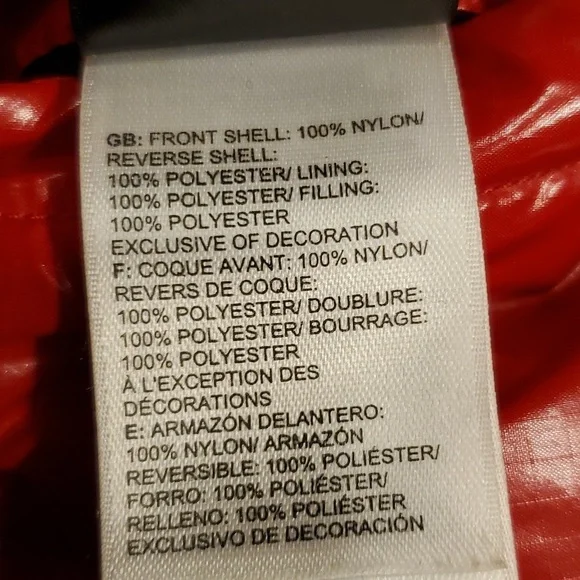 GB: FRONT SHELL: 100% NYLON/
REVERSE SHELL:
100% POLYESTER/ LINING:
100% POLYESTER/ FILLING:
100% POLYESTER
EXCLUSIVE OF DECORATION
F: COQUE AVANT: 100% NYLON/
REVERS DE COQUE:
100% POLYESTER/ DOUBLURE:
100% POLYESTER/ BOURRAGE:
100% POLYESTER
À L'EXCEPTION DES
DÉCORATIONS
E: ARMAZÓN DELANTERO:
100% NYLON/ ARMAZÓN
REVERSIBLE: 100% POLIÉSTER/
FORRO: 100% POLIÉSTER/
RELLENO: 100% POLIÉSTER
EXCLUSIVO DE DECORACIÓN